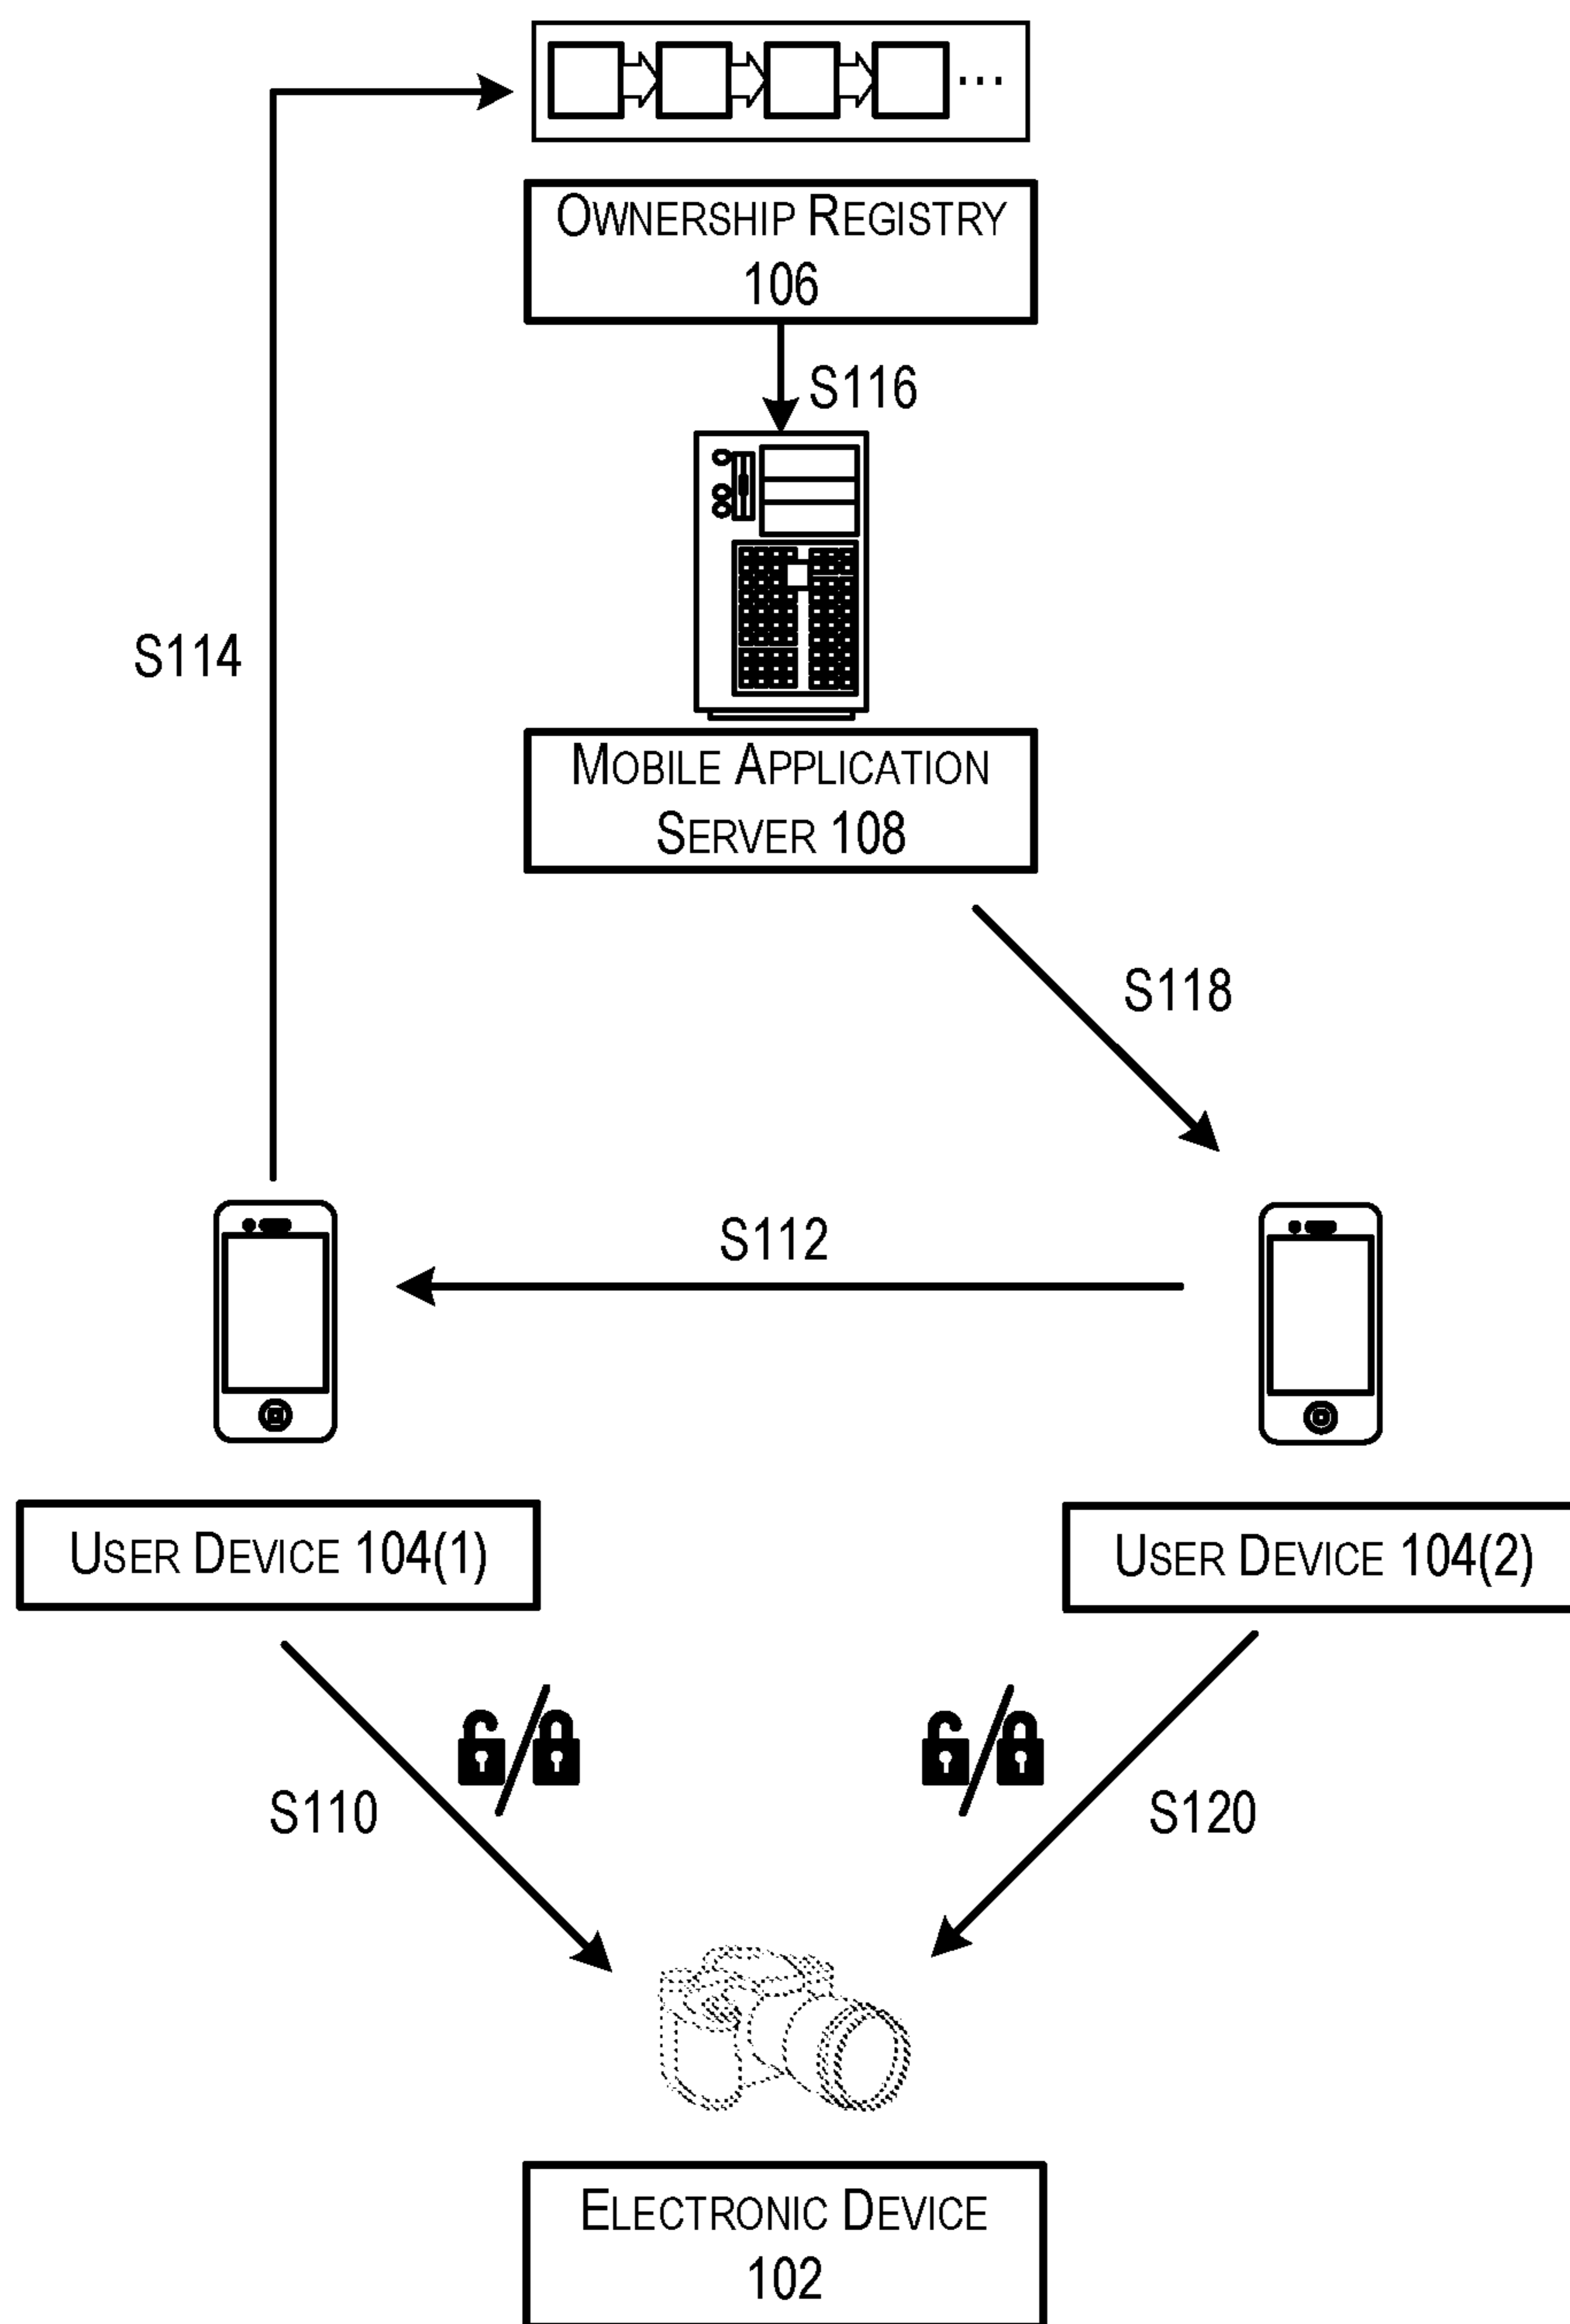 ...
OWNERSHIP REGISTRY
106
S116
S114
MOBILE APPLICATION
SERVER 108
S118
S112
USER DEVICE 104(1)
USER DEVICE 104(2)
S110
S120
ELECTRONIC DEVICE
102